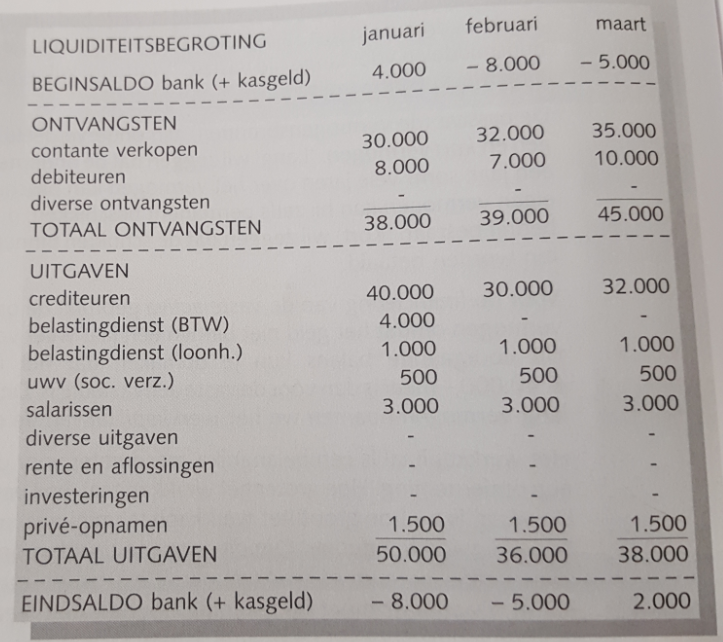 LIQUIDITEITSBEGROTING januari februari maart
BEGINSALDO bank (+ kasgeld) 4.000 – 8.000 – 5.000
ONTVANGSTEN
contante verkopen 30.000 32.000 35.000
debiteuren 8.000 7.000 10.000
diverse ontvangsten - - -
TOTAAL ONTVANGSTEN 38.000 39.000 45.000
UITGAVEN
crediteuren 40.000 30.000 32.000
belastingdienst (BTW) 4.000 - -
belastingdienst (loonh.) 1.000 1.000 1.000
uwv (soc. verz.) 500 500 500
salarissen 3.000 3.000 3.000
diverse uitgaven - - -
rente en aflossingen - - -
investeringen - - -
privé-opnamen 1.500 1.500 1.500
TOTAAL UITGAVEN 50.000 36.000 38.000
EINDSALDO bank (+ kasgeld) – 8.000 – 5.000 2.000